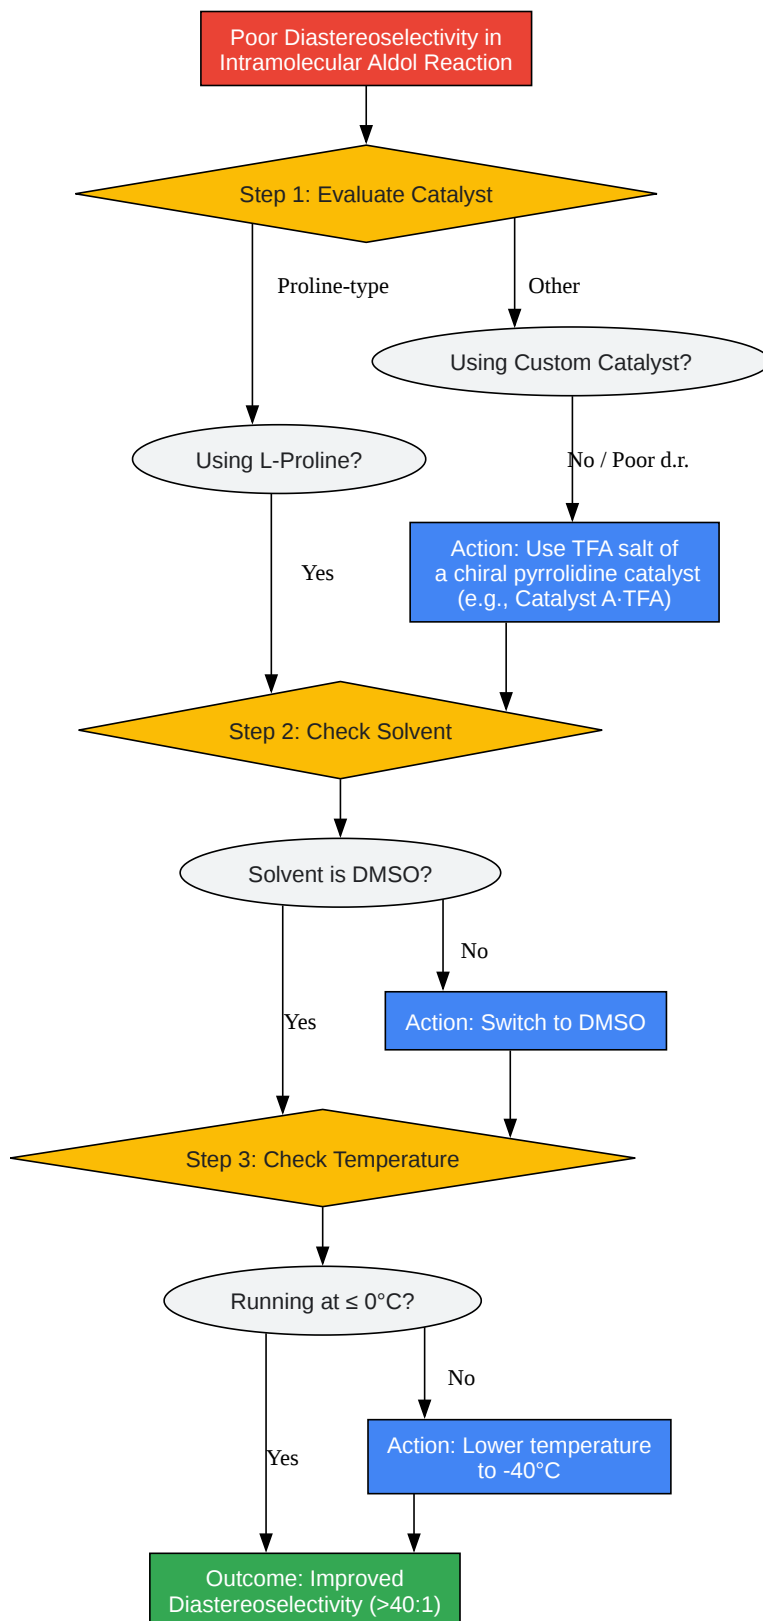 Poor Diastereoselectivity in
Intramolecular Aldol Reaction
Step 1: Evaluate Catalyst
Proline-type
Other
Using Custom Catalyst?
Using L-Proline?
No / Poor d.r.
Action: Use TFA salt of
a chiral pyrrolidine catalyst
(e.g., Catalyst A·TFA)
Yes
Step 2: Check Solvent
Solvent is DMSO?
No
Yes
Action: Switch to DMSO
Step 3: Check Temperature
Running at ≤ 0°C?
No
Yes
Action: Lower temperature
to -40°C
Outcome: Improved
Diastereoselectivity (>40:1)